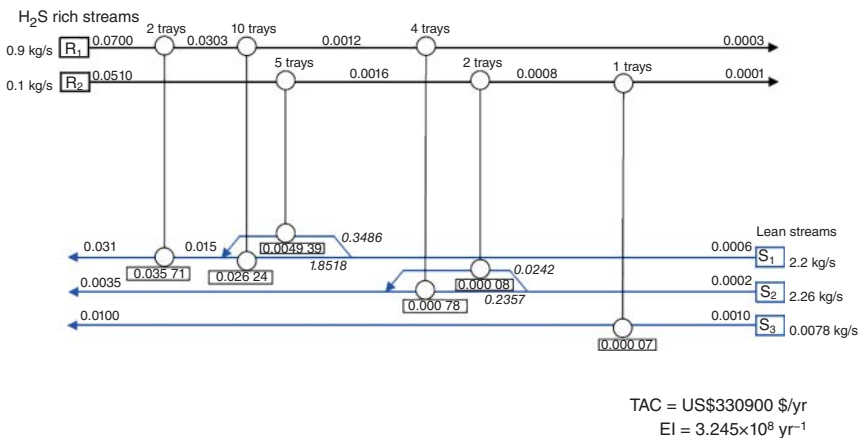 H2S rich streams
2 trays 10 trays 4 trays
0.9 kg/s R1 0.0700 0.0303 0.0012 0.0003
5 trays 2 trays 1 trays
0.1 kg/s R2 0.0510 0.0016 0.0008 0.0001
Lean streams
0.031 0.015 0.0049 39 0.3486 0.0006 S1 2.2 kg/s
0.035 71 0.026 24 1.8518
0.0035 0.000 08 0.0242 0.0002 S2 2.26 kg/s
0.000 78 0.2357
0.0100 0.0010 S3 0.0078 kg/s
0.000 07
TAC = US$330900 $/yr
EI = 3.245×10⁸ yr⁻¹